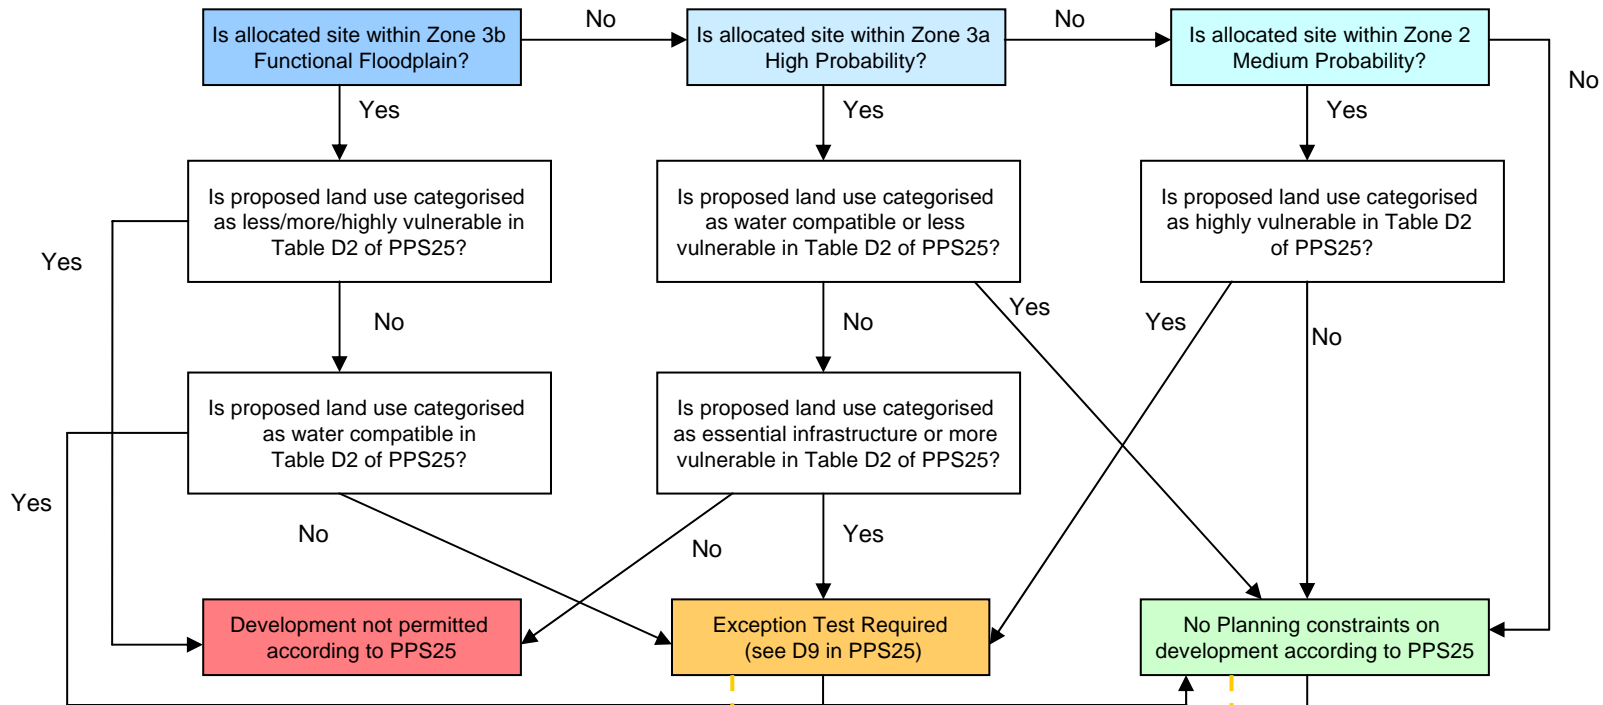 Is allocated site within Zone 3b
Functional Floodplain?
No
Is allocated site within Zone 3a
High Probability?
No
Is allocated site within Zone 2
Medium Probability?
No
Yes
Yes
Yes
Is proposed land use categorised
as less/more/highly vulnerable in
Table D2 of PPS25?
Is proposed land use categorised
as water compatible or less
vulnerable in Table D2 of PPS25?
Is proposed land use categorised
as highly vulnerable in Table D2
of PPS25?
Yes
No
No
Yes
Yes
No
Is proposed land use categorised
as water compatible in
Table D2 of PPS25?
Is proposed land use categorised
as essential infrastructure or more
vulnerable in Table D2 of PPS25?
Yes
No
No
Yes
Development not permitted
according to PPS25
Exception Test Required
(see D9 in PPS25)
No Planning constraints on
development according to PPS25